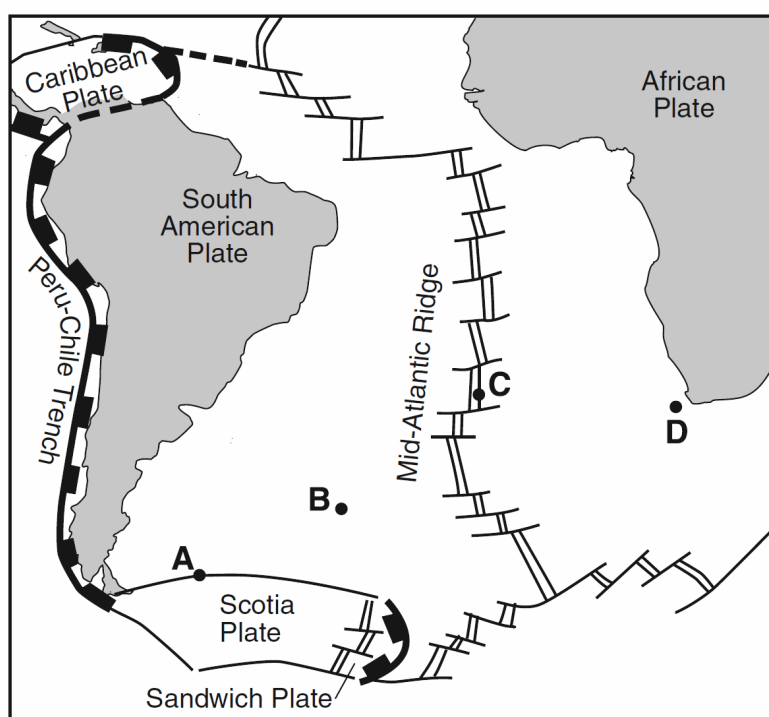 Caribbean
Plate
African
Plate
South
American
Plate
Peru-Chile Trench
Mid-Atlantic Ridge
C
D
B
A
Scotia
Plate
Sandwich Plate